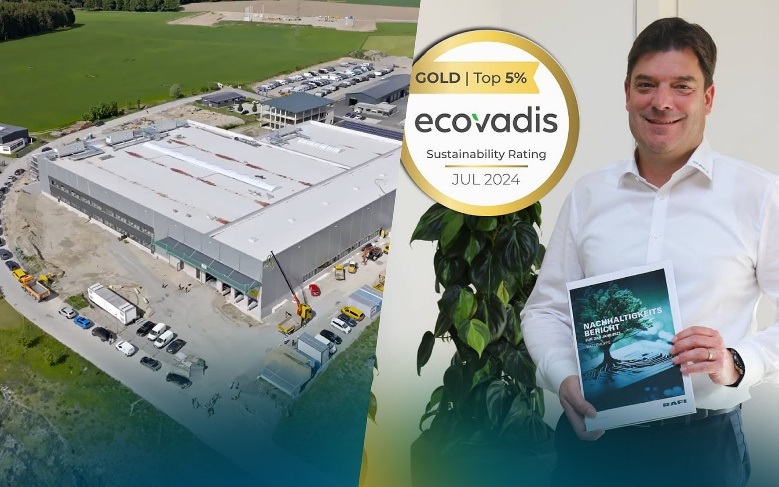 GOLD | Top 5%
ecovadis
Sustainability Rating
JUL 2024
NACHHALTIGKEITS
BERICHT
RAFI